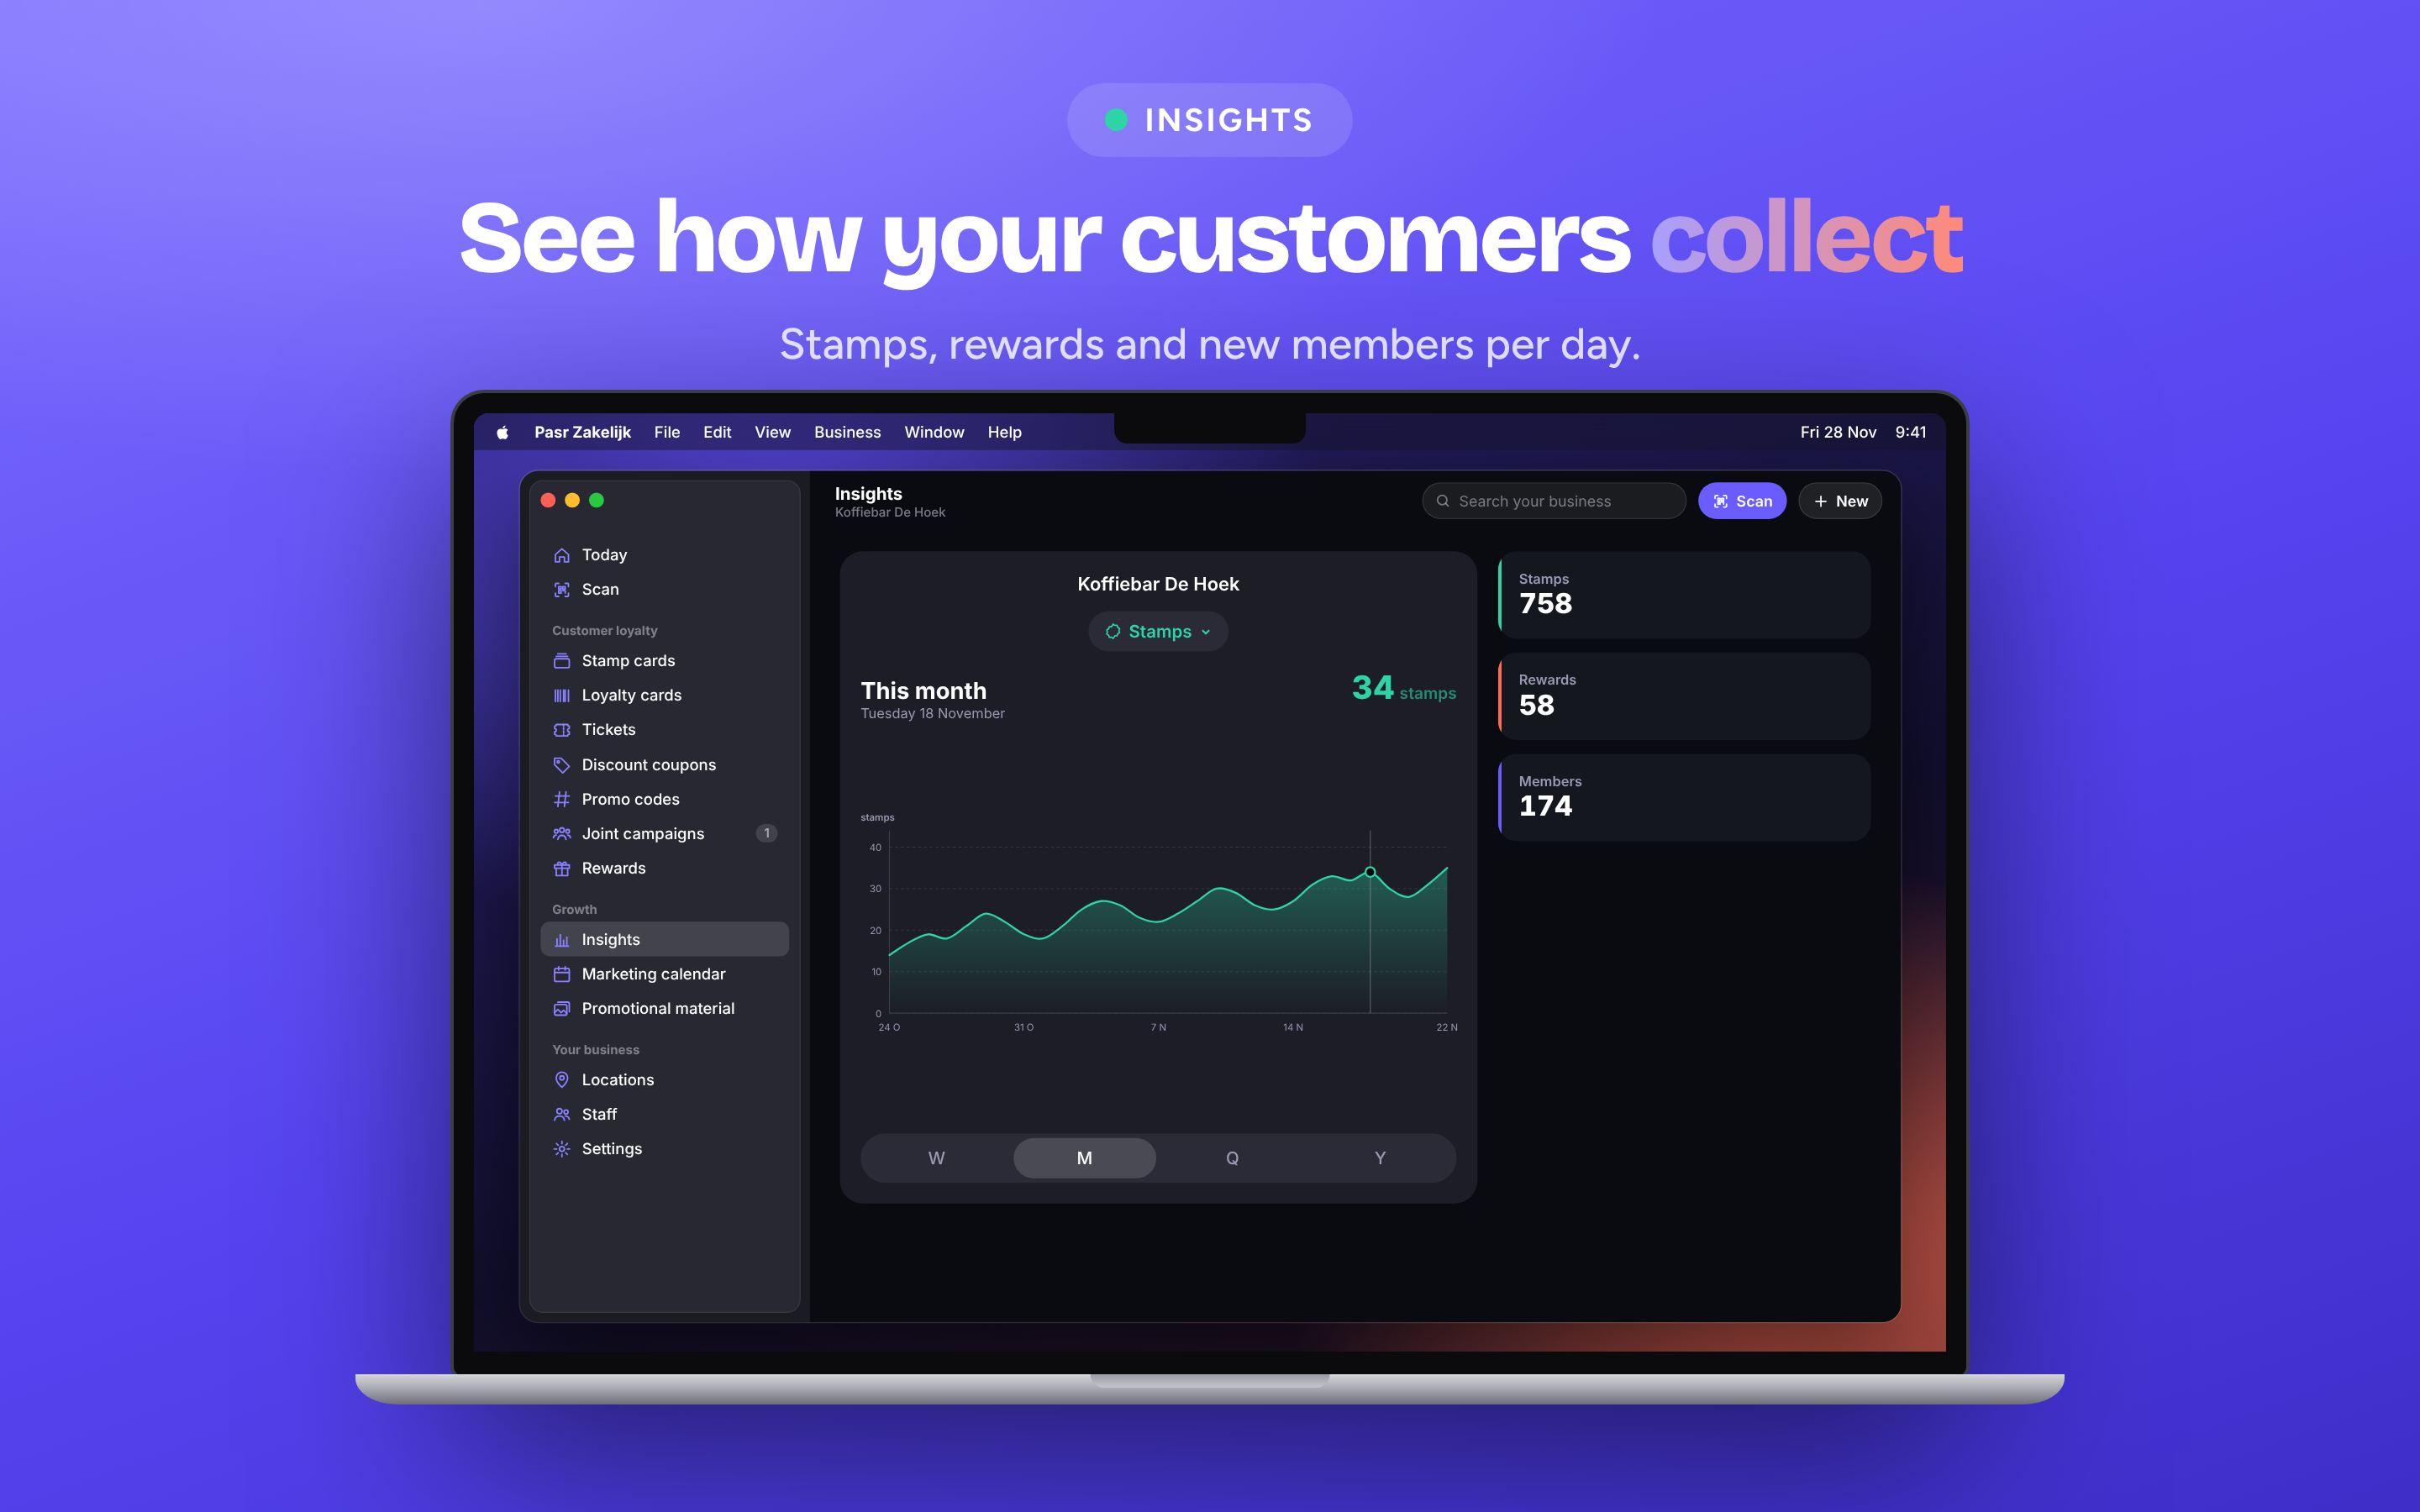 INSIGHTS
See how your customers collect
Stamps, rewards and new members per day.
Pasr Zakelijk File Edit View Business Window Help
Fri 28 Nov 9:41
Today
Scan
Customer loyalty
Stamp cards
Loyalty cards
Tickets
Discount coupons
Promo codes
Joint campaigns 1
Rewards
Growth
Insights
Marketing calendar
Promotional material
Your business
Locations
Staff
Settings
Insights
Koffiebar De Hoek
Search your business
Scan
New
Koffiebar De Hoek
Stamps
This month
Tuesday 18 November
34 stamps
stamps
40
30
20
10
0
24 O 31 O 7 N 14 N 22 N
W M Q Y
Stamps
758
Rewards
58
Members
174